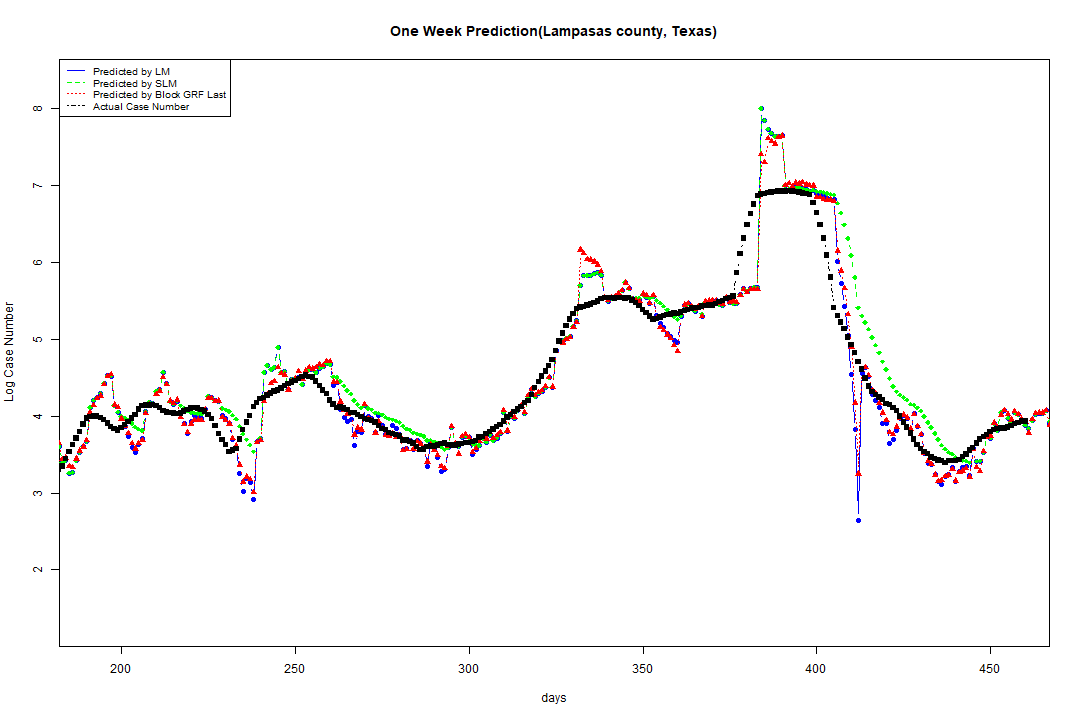 One Week Prediction(Lampasas county, Texas)
Predicted by LM
Predicted by SLM
Predicted by Block GRF Last
Actual Case Number
8
7
6
5
4
3
2
Log Case Number
200 250 300 350 400 450
days